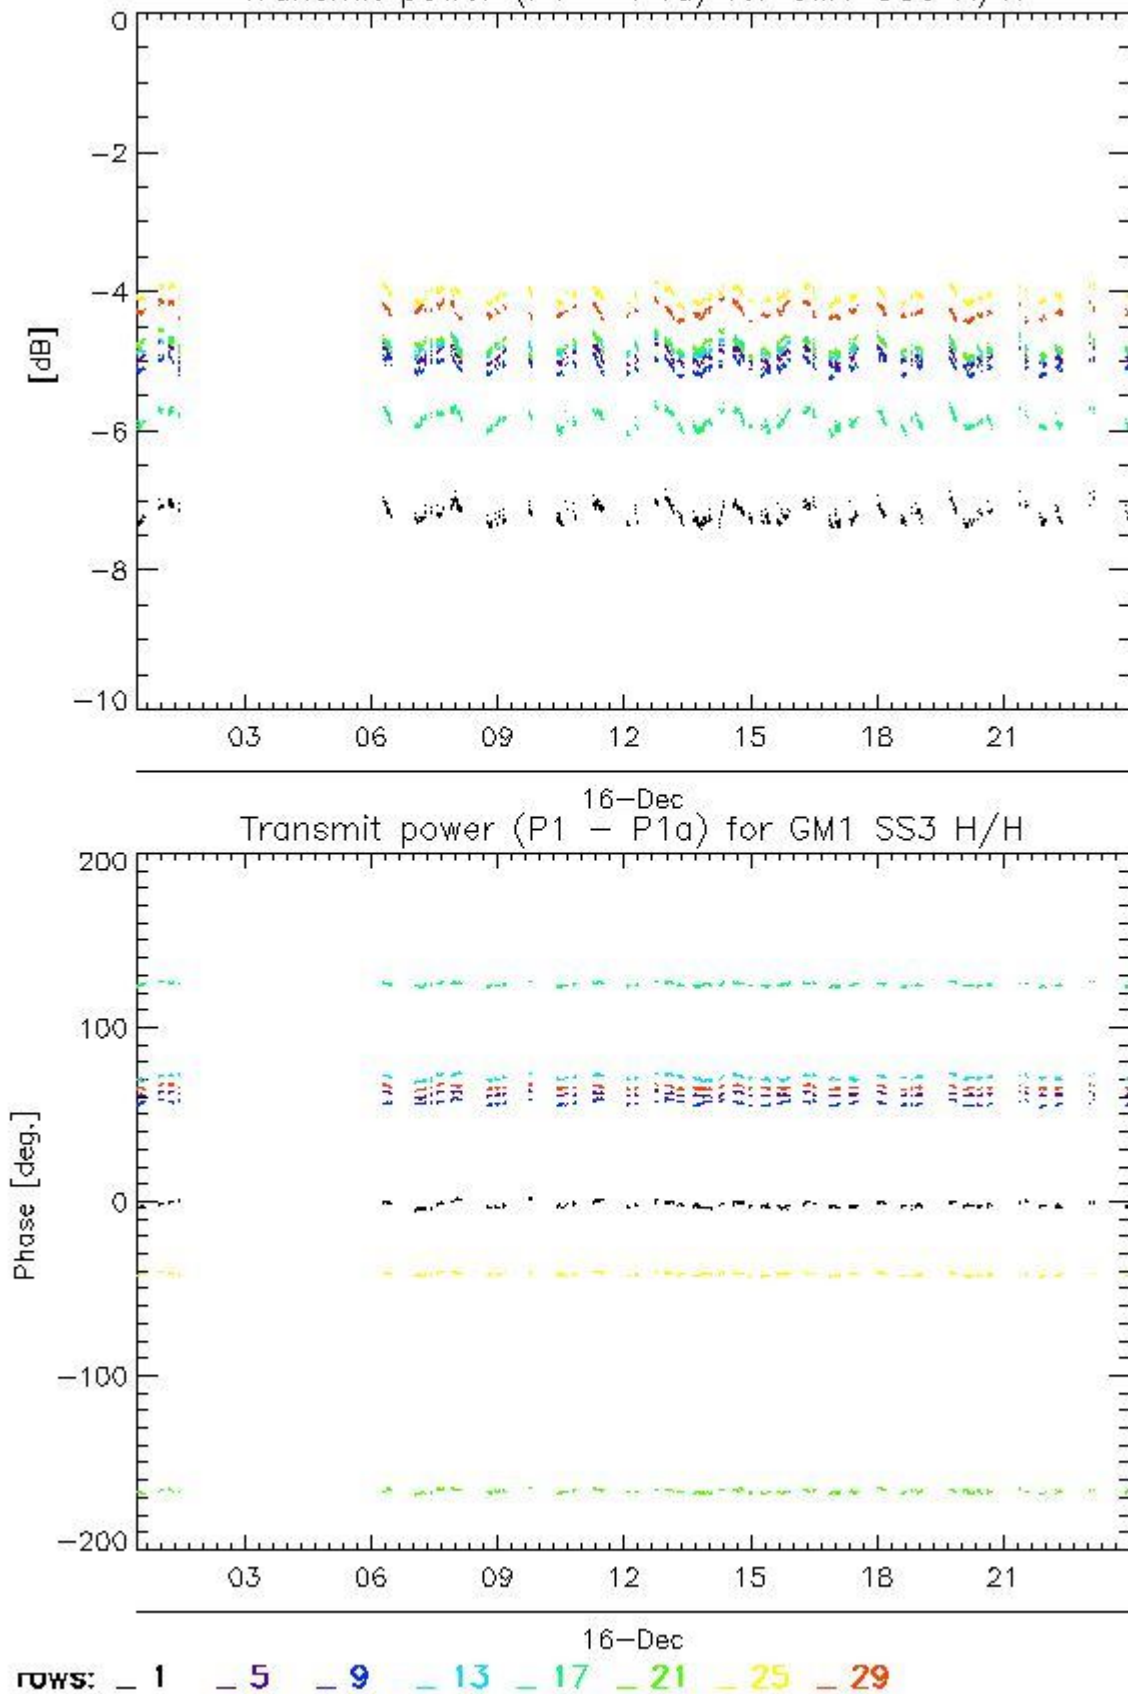 0
-2
-4
[dB]
-6
-8
-10
03 06 09 12 15 18 21
16-Dec
Transmit power (P1 - P1a) for GM1 SS3 H/H
200
100
Phase [deg.]
0
-100
-200
03 06 09 12 15 18 21
16-Dec
rows: _ 1 _ 5 _ 9 _ 13 _ 17 _ 21 _ 25 _ 29